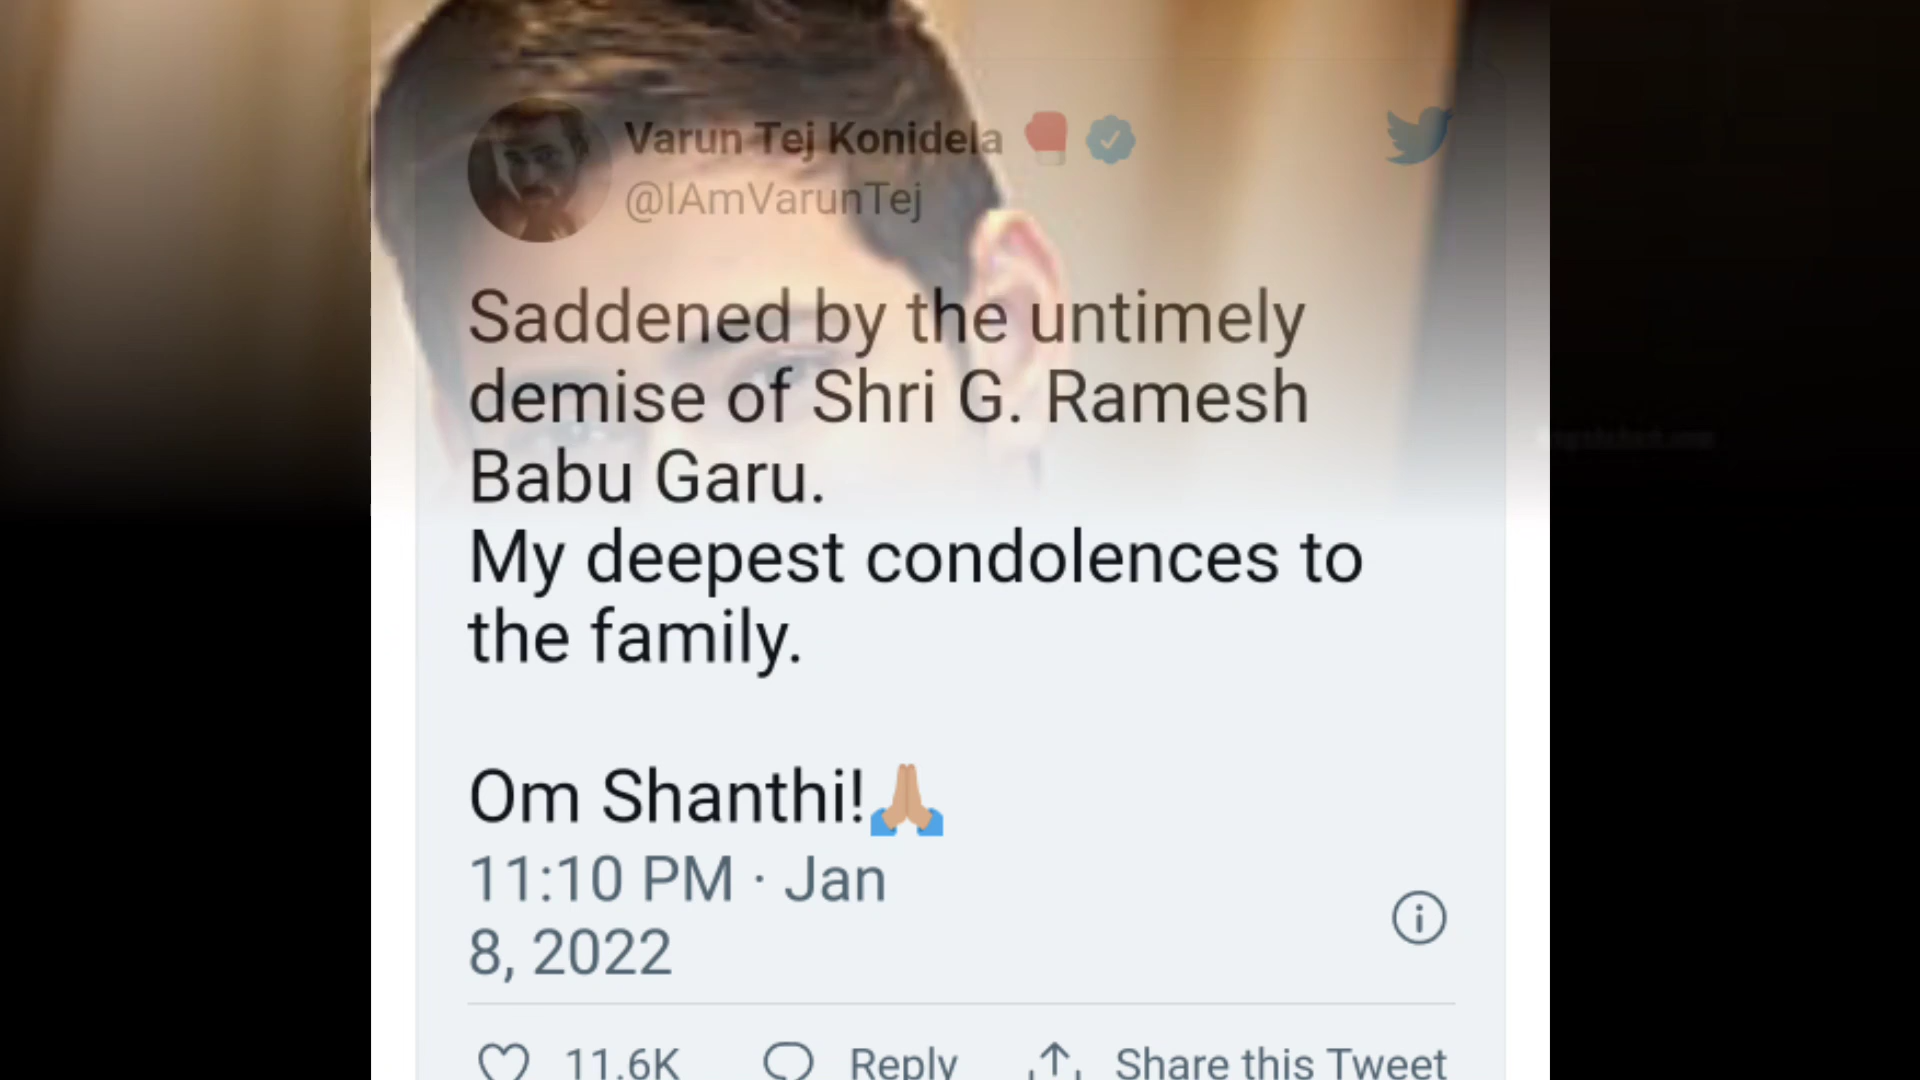 Varun Tej Konidela
@IAmVarunTej
Saddened by the untimely
demise of Shri G. Ramesh
Babu Garu.
My deepest condolences to
the family.
Om Shanthi!🙏🏼
11:10 PM · Jan
8, 2022
11.6K Reply Share this Tweet